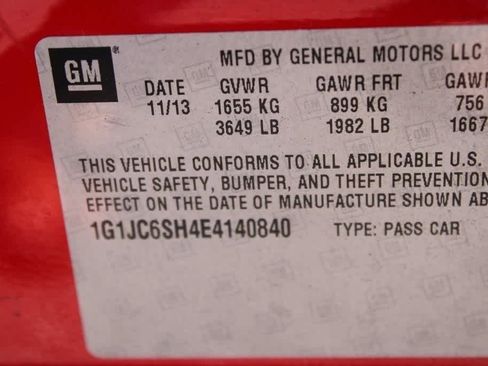 GM
MFD BY GENERAL MOTORS LLC
DATE GVWR GAWR FRT GAWR
11/13 1655 KG 899 KG 756
3649 LB 1982 LB 1667
THIS VEHICLE CONFORMS TO ALL APPLICABLE U.S.
VEHICLE SAFETY, BUMPER, AND THEFT PREVENTION
EFFECT ON THE DATE OF MANUFACTURE SHOWN AB
1G1JC6SH4E4140840 TYPE: PASS CAR